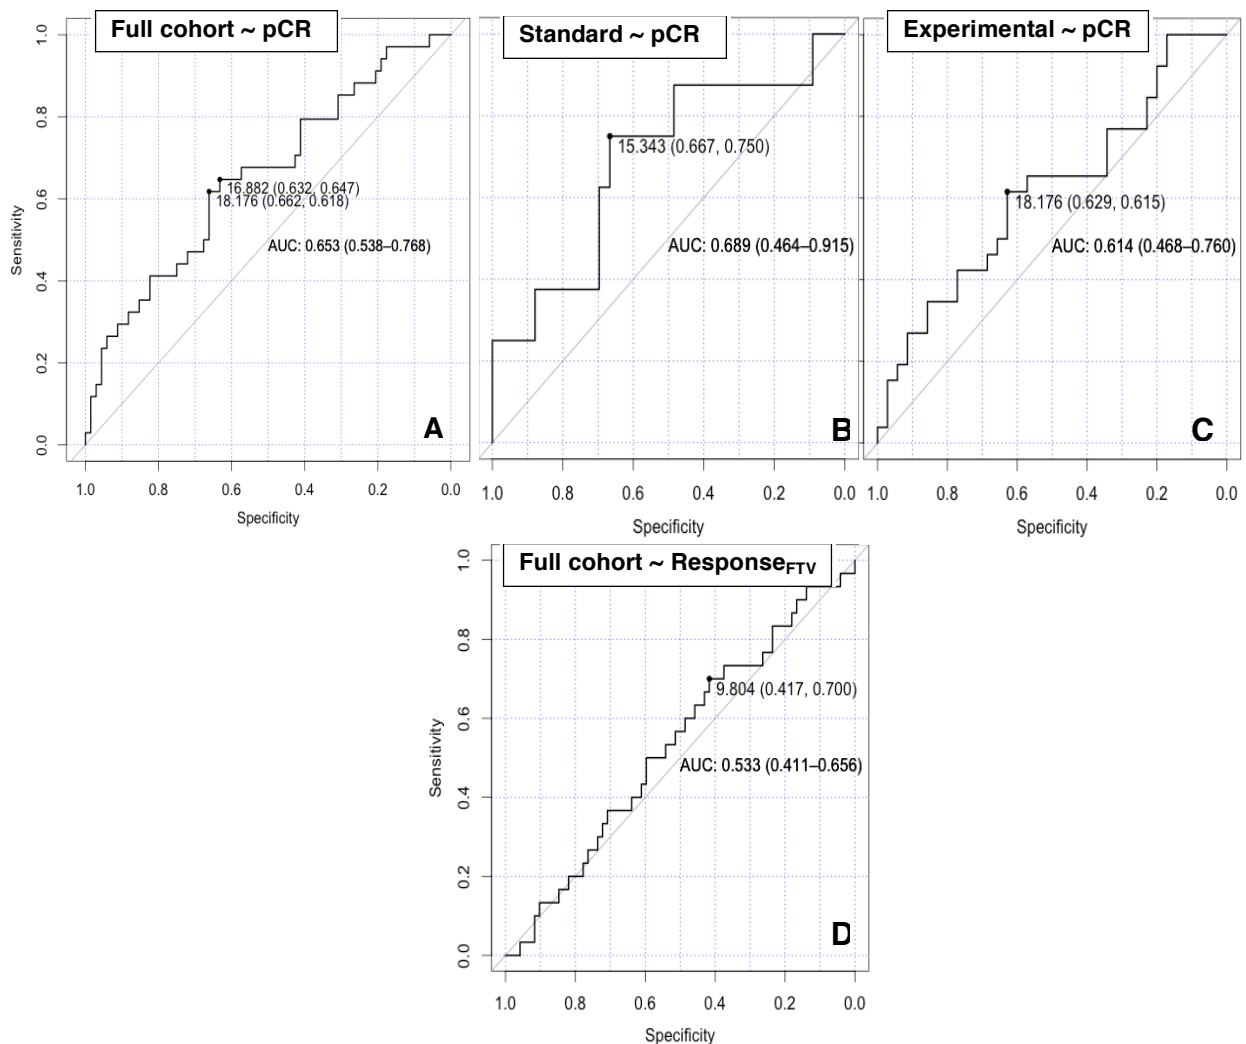 Full cohort ~ pCR
1.0
0.8
0.6
0.4
0.2
0.0
Sensitivity
16.882 (0.632, 0.647)
18.176 (0.662, 0.618)
AUC: 0.653 (0.538–0.768)
A
1.0 0.8 0.6 0.4 0.2 0.0
Specificity
Standard ~ pCR
15.343 (0.667, 0.750)
AUC: 0.689 (0.464–0.915)
B
1.0 0.8 0.6 0.4 0.2 0.0
Specificity
Experimental ~ pCR
18.176 (0.629, 0.615)
AUC: 0.614 (0.468–0.760)
C
1.0 0.8 0.6 0.4 0.2 0.0
Specificity
Full cohort ~ ResponseFTV
1.0
0.8
0.6
0.4
0.2
0.0
Sensitivity
9.804 (0.417, 0.700)
AUC: 0.533 (0.411–0.656)
D
1.0 0.8 0.6 0.4 0.2 0.0
Specificity